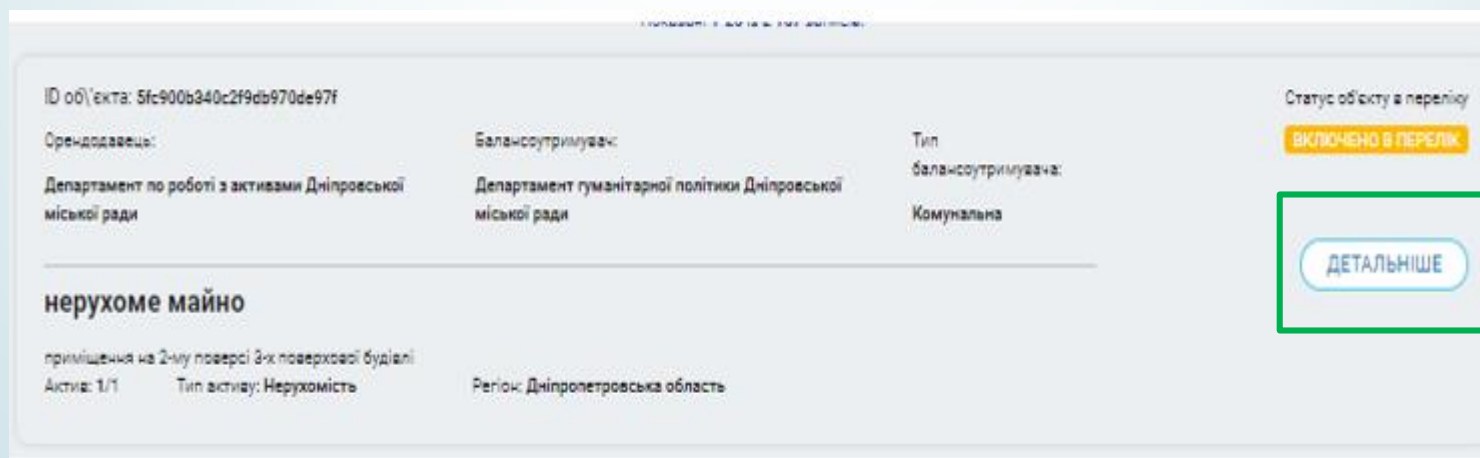 ID об\'єкта: 5fc900b340c2f9db970de97f
Статус об'єкту в переліку
Орендодавець:
Балансоутримувач:
Тип
балансоутримувача:
ВКЛЮЧЕНО В ПЕРЕЛІК
Департамент по роботі з активами Дніпровської
міської ради
Департамент гуманітарної політики Дніпровської
міської ради
Комунальна
ДЕТАЛЬНІШЕ
нерухоме майно
приміщення на 2-му поверсі 3-х поверхової будівлі
Актив: 1/1 Тип активу: Нерухомість Регіон: Дніпропетровська область